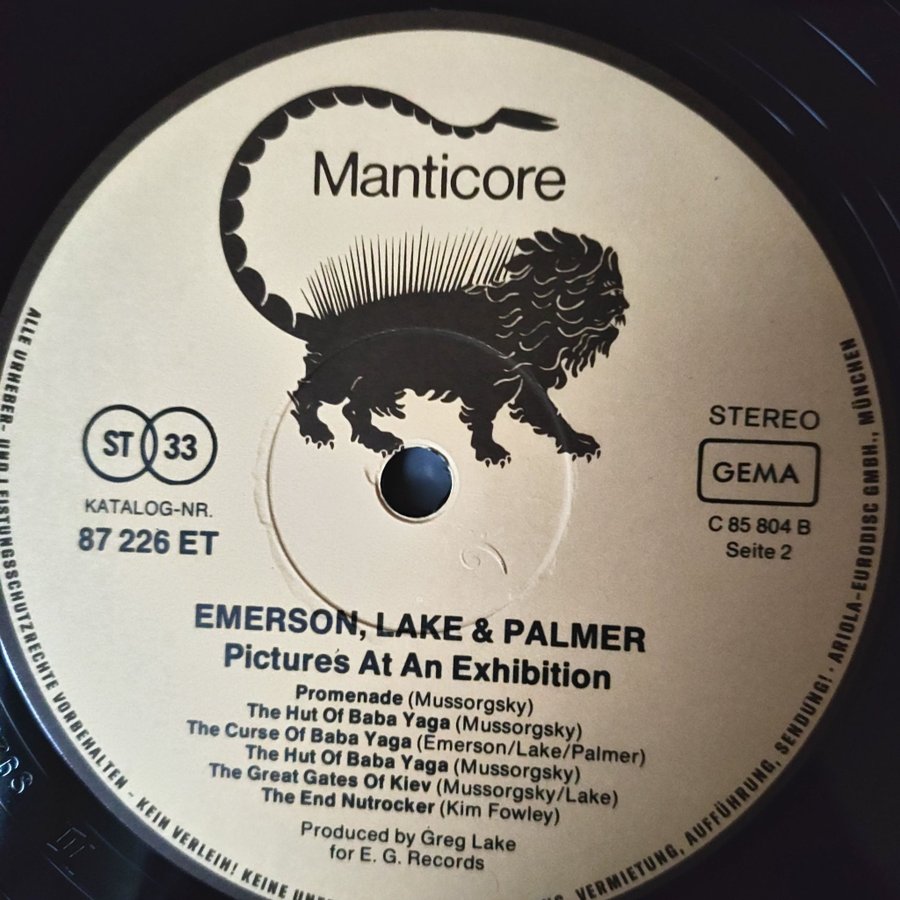 Manticore
ST 33
KATALOG-NR.
87 226 ET
STEREO
GEMA
C 85 804 B
Seite 2
EMERSON, LAKE & PALMER
Pictures At An Exhibition
Promenade (Mussorgsky)
The Hut Of Baba Yaga (Mussorgsky)
The Curse Of Baba Yaga (Emerson/Lake/Palmer)
The Hut Of Baba Yaga (Mussorgsky)
The Great Gates Of Kiev (Mussorgsky/Lake)
The End Nutrocker (Kim Fowley)
Produced by Greg Lake
for E. G. Records
ALLE URHEBER- UND LEISTUNGSSCHUTZRECHTE VORBEHALTEN - KEIN VERLEIH! KEINE
VERMIETUNG, AUFFÜHRUNG, SENDUNG! · ARIOLA-EURODISC GMBH., MÜNCHEN